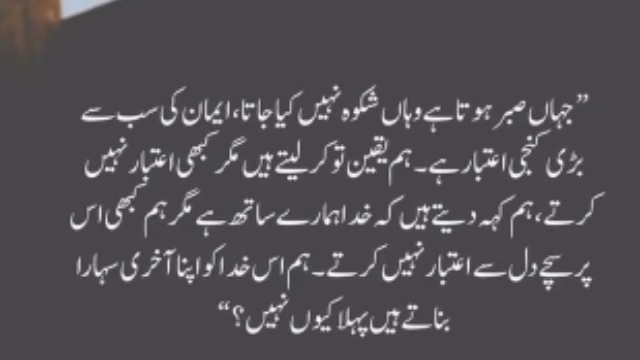 ”جہاں صبر ہوتا ہے وہاں شکوہ نہیں کیا جاتا، ایمان کی سب سے
بڑی کنجی اعتبار ہے۔ ہم یقین تو کر لیتے ہیں مگر کبھی اعتبار نہیں
کرتے، ہم کہہ دیتے ہیں کہ خدا ہمارے ساتھ ہے مگر ہم کبھی اس
پر سچے دل سے اعتبار نہیں کرتے۔ ہم اس خدا کو اپنا آخری سہارا
بناتے ہیں پہلا کیوں نہیں؟“